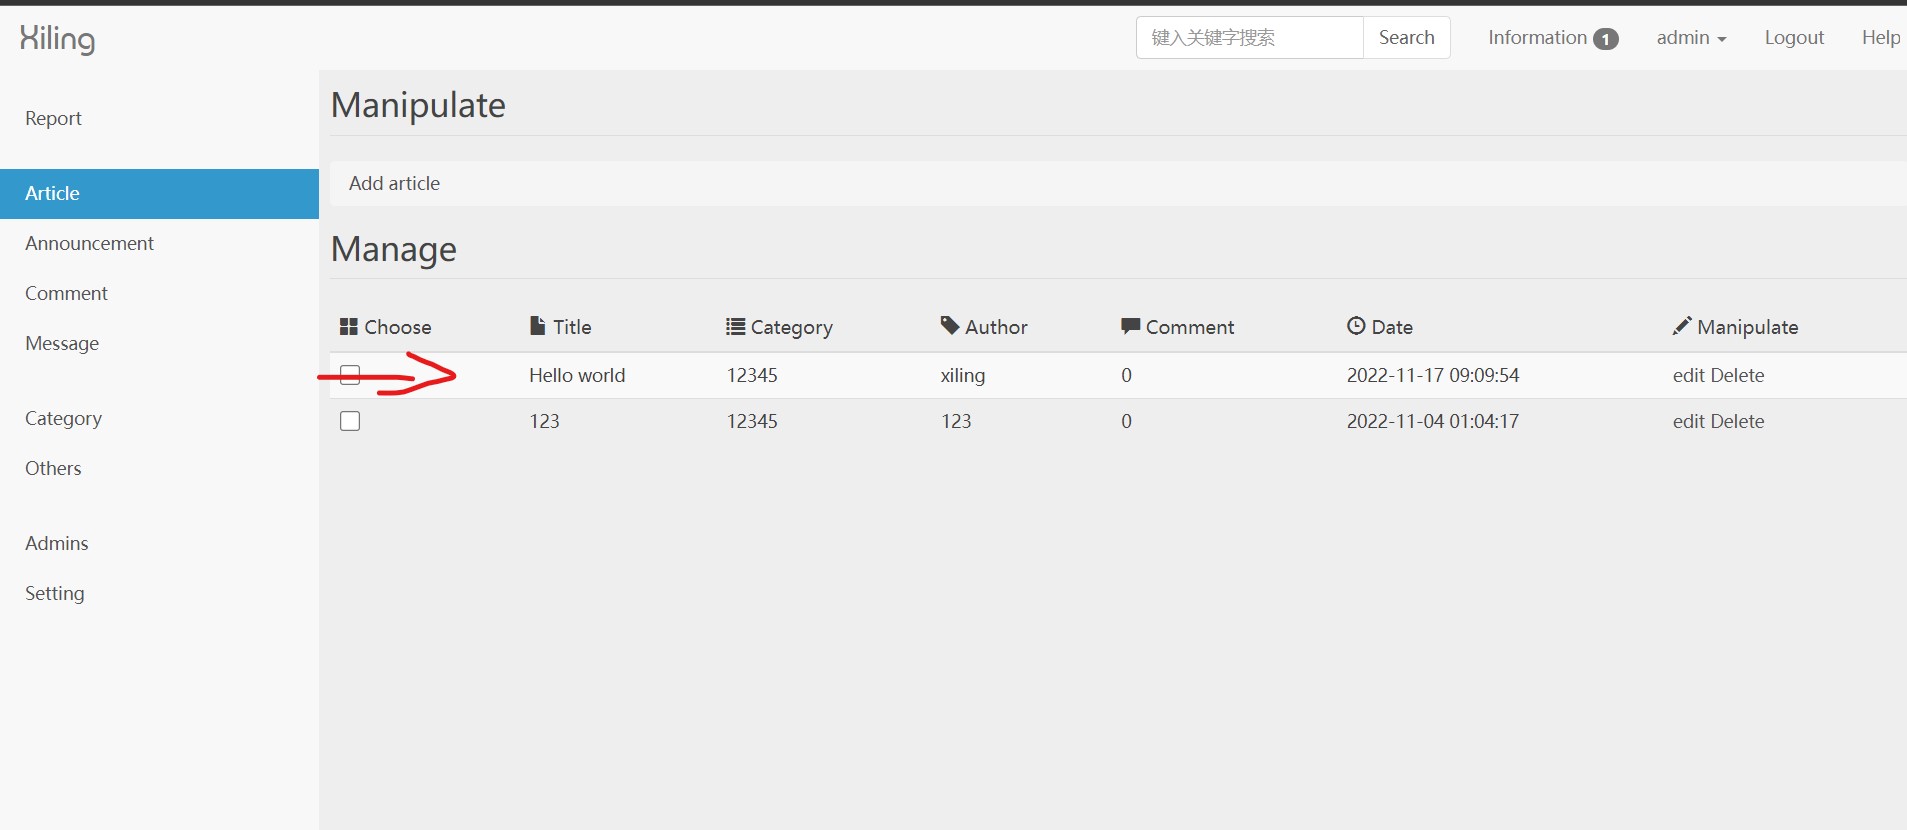 Xiling
键入关键字搜索 Search Information 1 admin Logout Help
Report
Article
Announcement
Comment
Message
Category
Others
Admins
Setting
Manipulate
Add article
Manage
Choose Title Category Author Comment Date Manipulate
Hello world 12345 xiling 0 2022-11-17 09:09:54 edit Delete
123 12345 123 0 2022-11-04 01:04:17 edit Delete